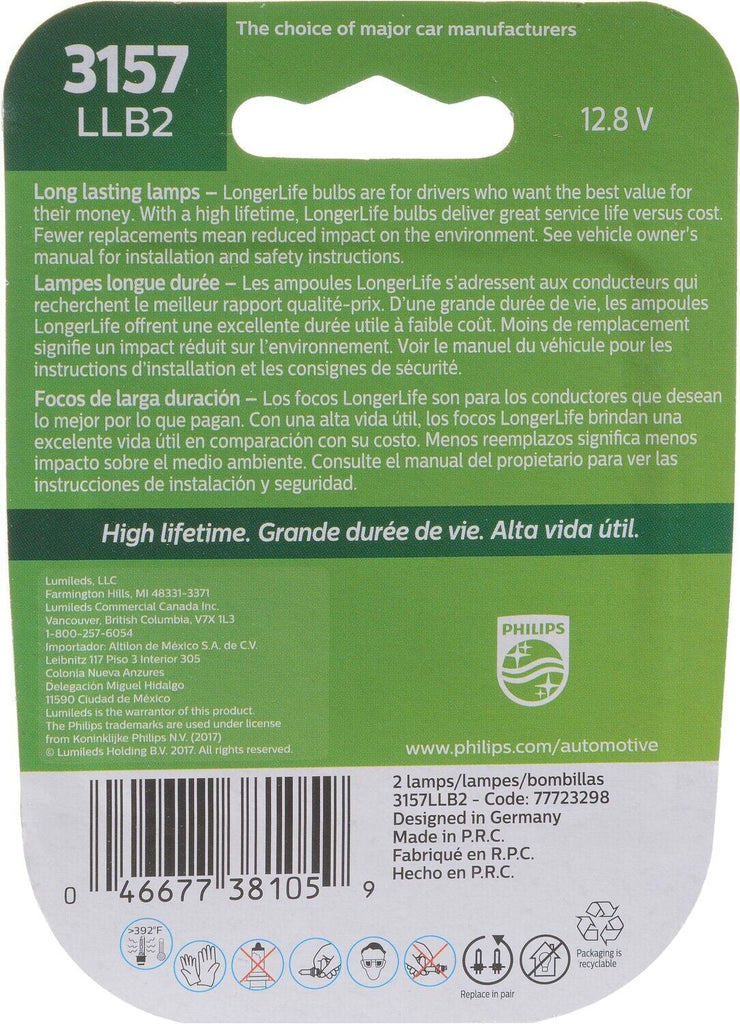 The choice of major car manufacturers
3157
LLB2
12.8 V
Long lasting lamps – LongerLife bulbs are for drivers who want the best value for
their money. With a high lifetime, LongerLife bulbs deliver great service life versus cost.
Fewer replacements mean reduced impact on the environment. See vehicle owner's
manual for installation and safety instructions.
Lampes longue durée – Les ampoules LongerLife s’adressent aux conducteurs qui
recherchent le meilleur rapport qualité-prix. D’une grande durée de vie, les ampoules
LongerLife offrent une excellente durée utile à faible coût. Moins de remplacement
signifie un impact réduit sur l’environnement. Voir le manuel du véhicule pour les
instructions d’installation et les consignes de sécurité.
Focos de larga duración – Los focos LongerLife son para los conductores que desean
lo mejor por lo que pagan. Con una alta vida útil, los focos LongerLife brindan una
excelente vida útil en comparación con su costo. Menos reemplazos significa menos
impacto sobre el medio ambiente. Consulte el manual del propietario para ver las
instrucciones de instalación y seguridad.
High lifetime. Grande durée de vie. Alta vida útil.
Lumileds, LLC
Farmington Hills, MI 48331-3371
Lumileds Commercial Canada Inc.
Vancouver, British Columbia, V7X 1L3
1-800-257-6054
Importador: Altilon de México S.A. de C.V.
Leibnitz 117 Piso 3 Interior 305
Colonia Nueva Anzures
Delegación Miguel Hidalgo
11590 Ciudad de México
Lumileds is the warrantor of this product.
The Philips trademarks are used under license
from Koninklijke Philips N.V. (2017)
© Lumileds Holding B.V. 2017. All rights reserved.
PHILIPS
www.philips.com/automotive
2 lamps/lampes/bombillas
3157LLB2 - Code: 77723298
Designed in Germany
Made in P.R.C.
Fabriqué en R.P.C.
Hecho en P.R.C.
0 46677 38105 9
>392°F
Replace in pair
Packaging is
recyclable